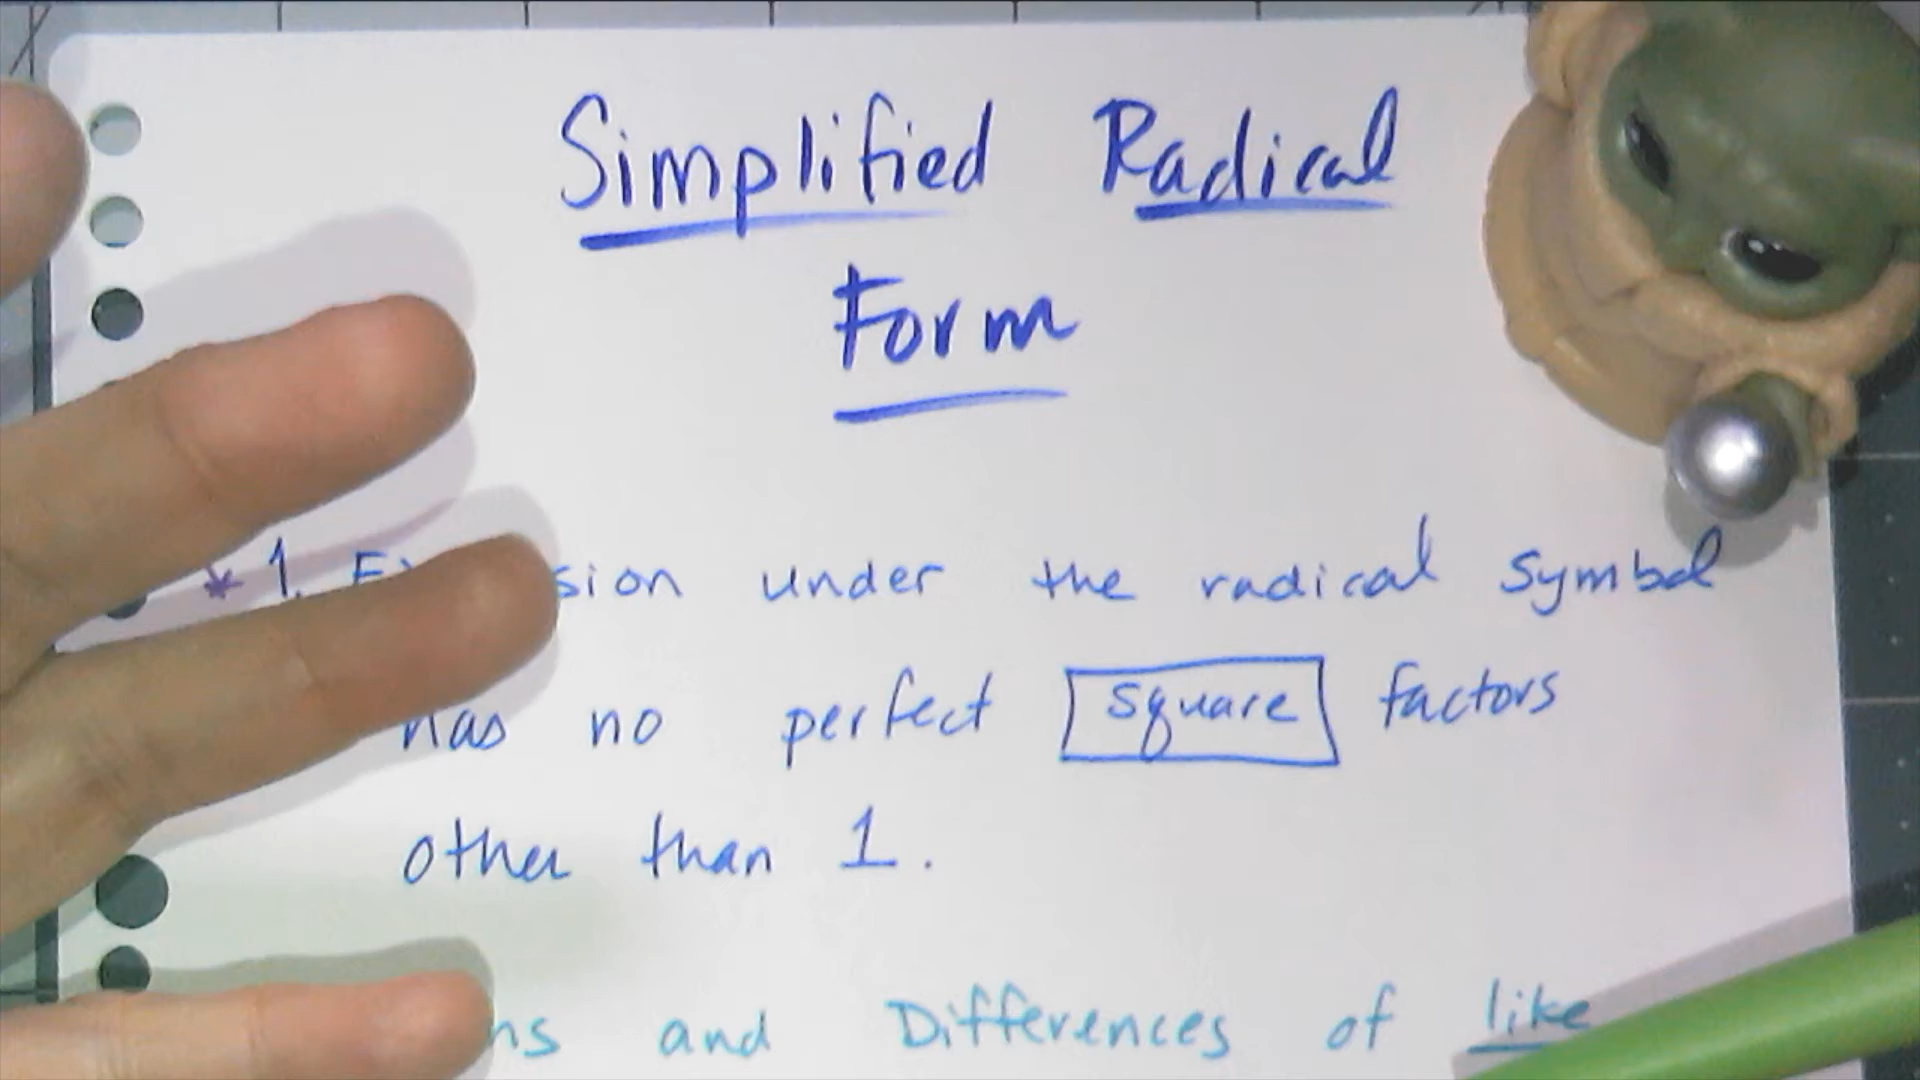 Simplified Radical
Form
* 1. sion under the radical symbol
has no perfect square factors
other than 1.
ns and Differences of like